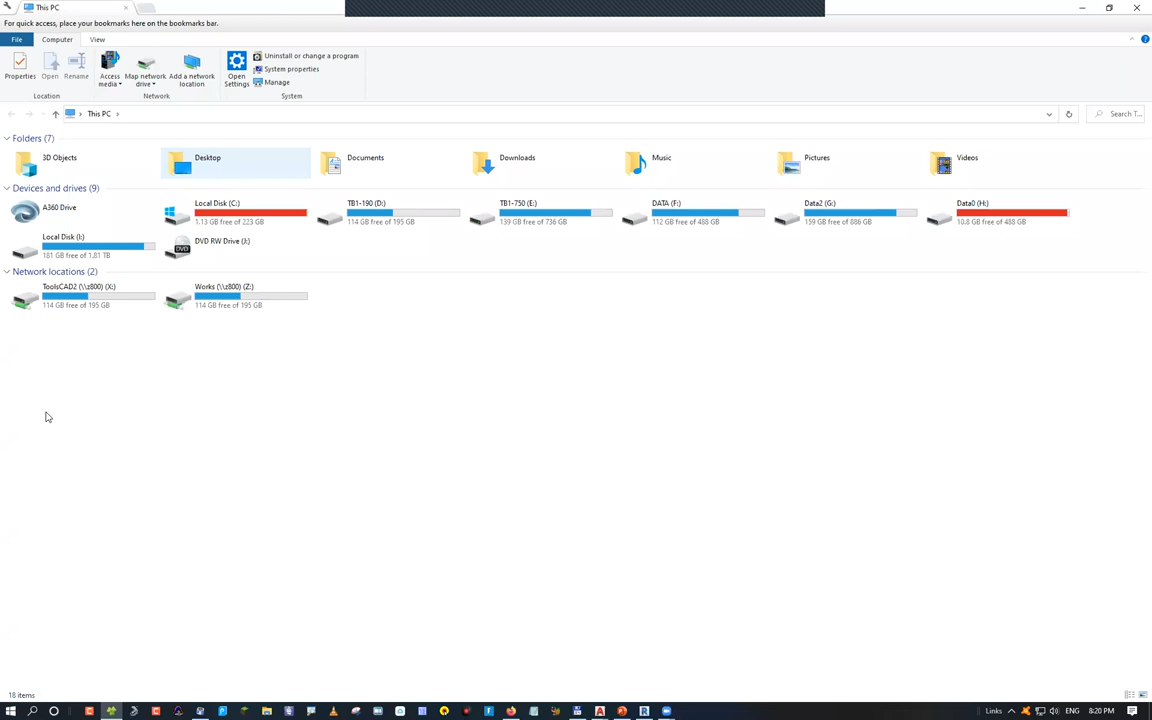 This PC
For quick access, place your bookmarks here on the bookmarks bar.
File Computer View
Properties Open Rename Access media Map network drive Add a network location Open Settings Uninstall or change a program
System properties
Manage
Location Network System
This PC
Search T...
Folders (7)
3D Objects Desktop Documents Downloads Music Pictures Videos
Devices and drives (9)
A360 Drive
Local Disk (C:)
1.13 GB free of 223 GB
TB1-190 (D:)
114 GB free of 195 GB
TB1-750 (E:)
139 GB free of 736 GB
DATA (F:)
112 GB free of 488 GB
Data2 (G:)
159 GB free of 886 GB
Data0 (H:)
10.8 GB free of 488 GB
Local Disk (I:)
181 GB free of 1.81 TB
DVD RW Drive (J:)
DVD
Network locations (2)
ToolsCAD2 (\\z800) (X:)
114 GB free of 195 GB
Works (\\z800) (Z:)
114 GB free of 195 GB
18 items
Links ENG 8:20 PM